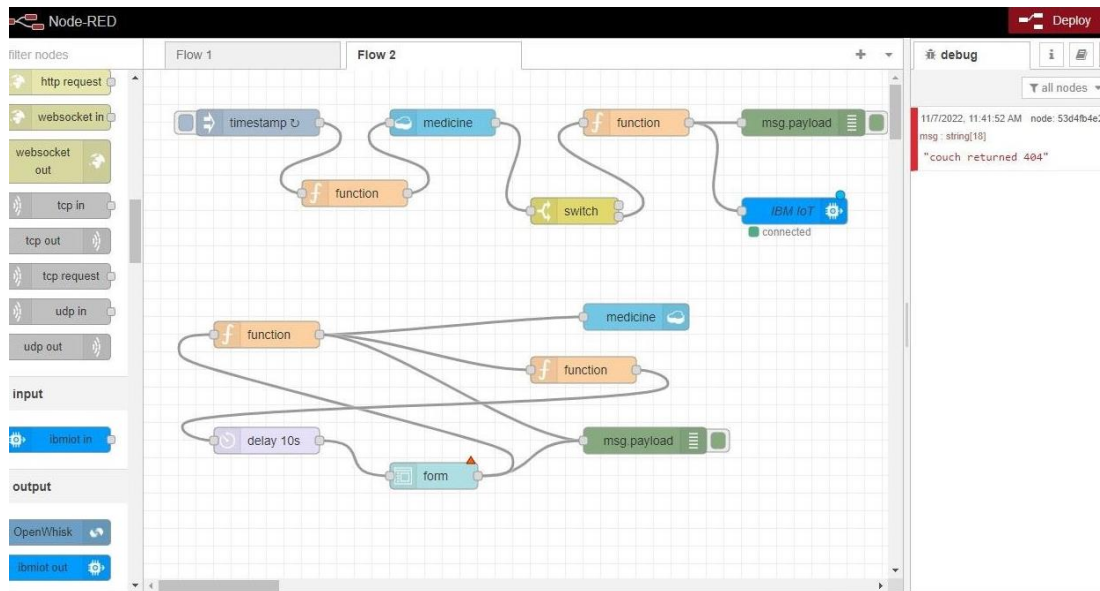 Node-RED
Deploy
filter nodes
Flow 1
Flow 2
debug
i
all nodes
http request
websocket in
websocket
out
tcp in
tcp out
tcp request
udp in
udp out
input
ibmiot in
output
OpenWhisk
ibmiot out
timestamp ↻
medicine
function
msg.payload
function
switch
IBM IoT
connected
medicine
function
function
delay 10s
msg.payload
form
11/7/2022, 11:41:52 AM node: 53d4fb4e2
msg : string[18]
"couch returned 404"